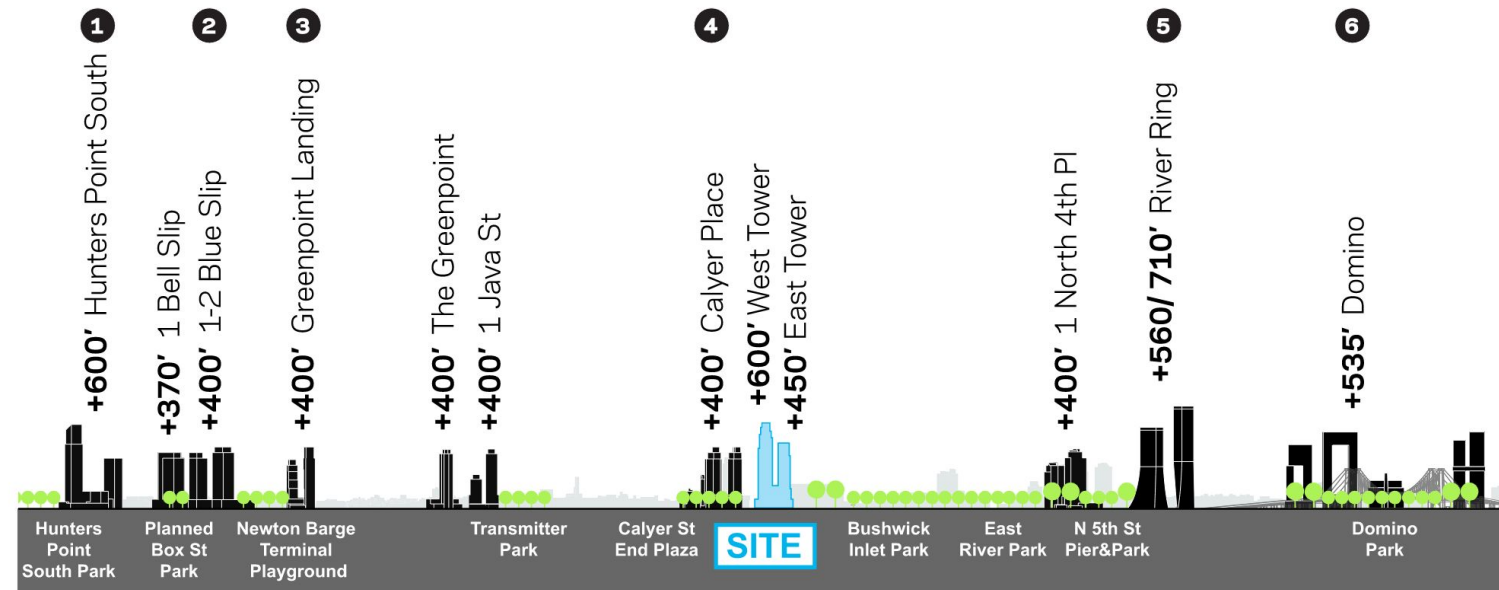 1
2
3
4
5
6
+600’ Hunters Point South
+370’ 1 Bell Slip
+400’ 1-2 Blue Slip
+400’ Greenpoint Landing
+400’ The Greenpoint
+400’ 1 Java St
+400’ Calyer Place
+600’ West Tower
+450’ East Tower
+400’ 1 North 4th Pl
+560/ 710’ River Ring
+535’ Domino
Hunters
Point
South Park
Planned
Box St
Park
Newton Barge
Terminal
Playground
Transmitter
Park
Calyer St
End Plaza
SITE
Bushwick
Inlet Park
East
River Park
N 5th St
Pier&Park
Domino
Park